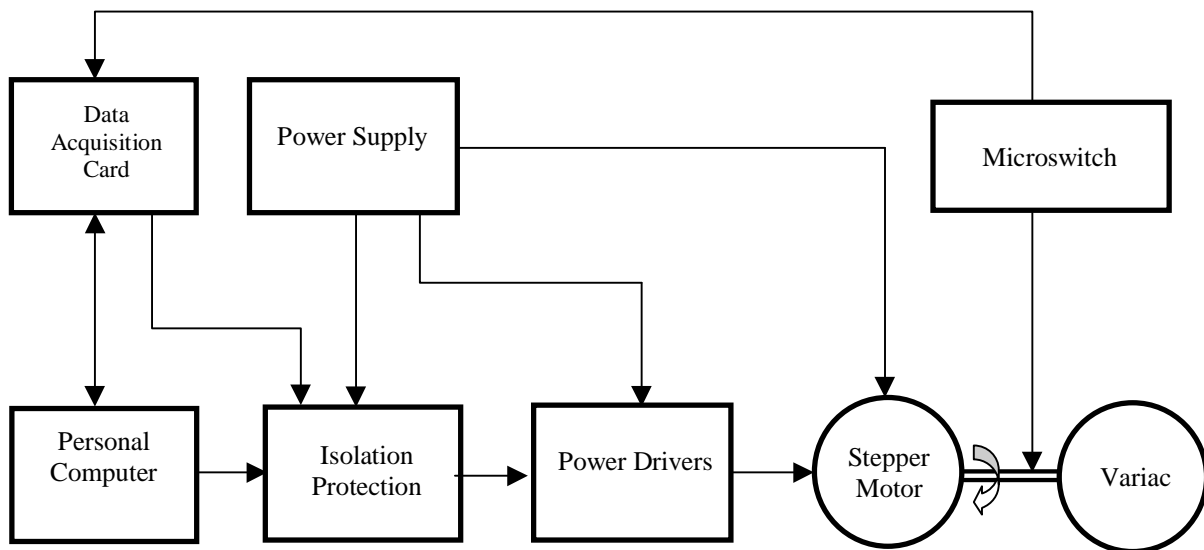 Data
Acquisition
Card
Power Supply
Microswitch
Personal
Computer
Isolation
Protection
Power Drivers
Stepper
Motor
Variac